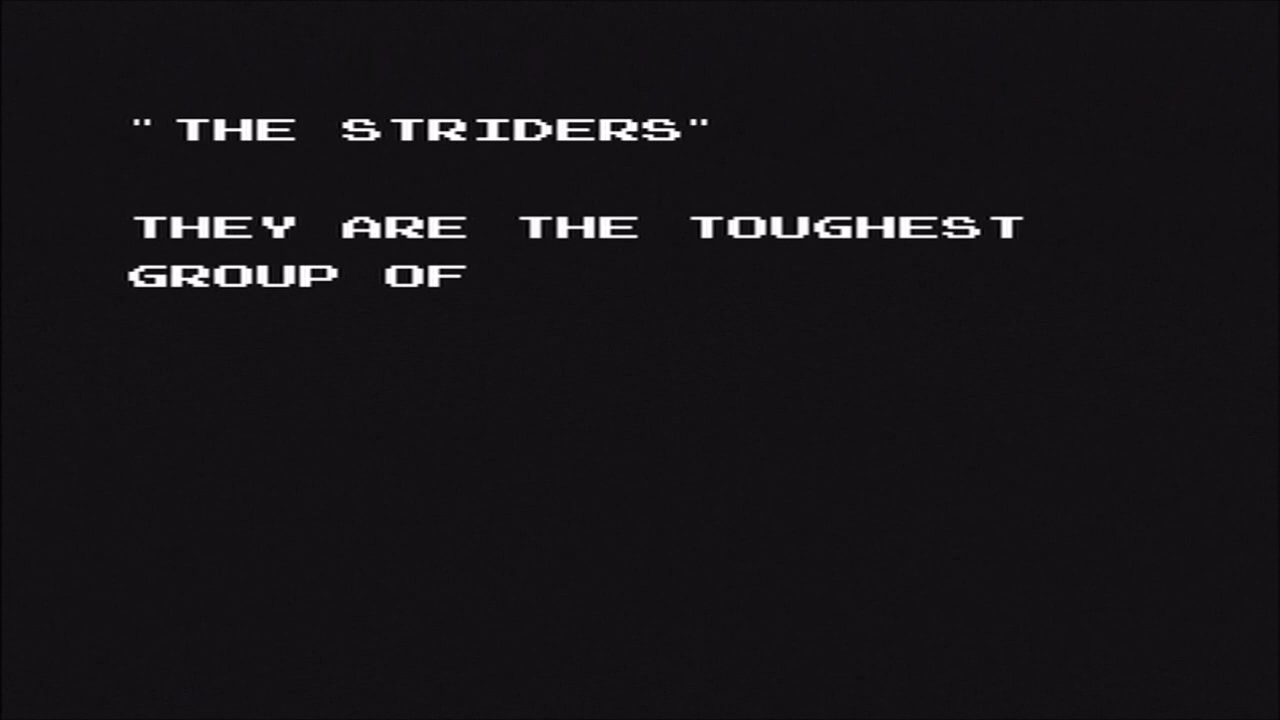 " THE STRIDERS"
THEY ARE THE TOUGHEST
GROUP OF